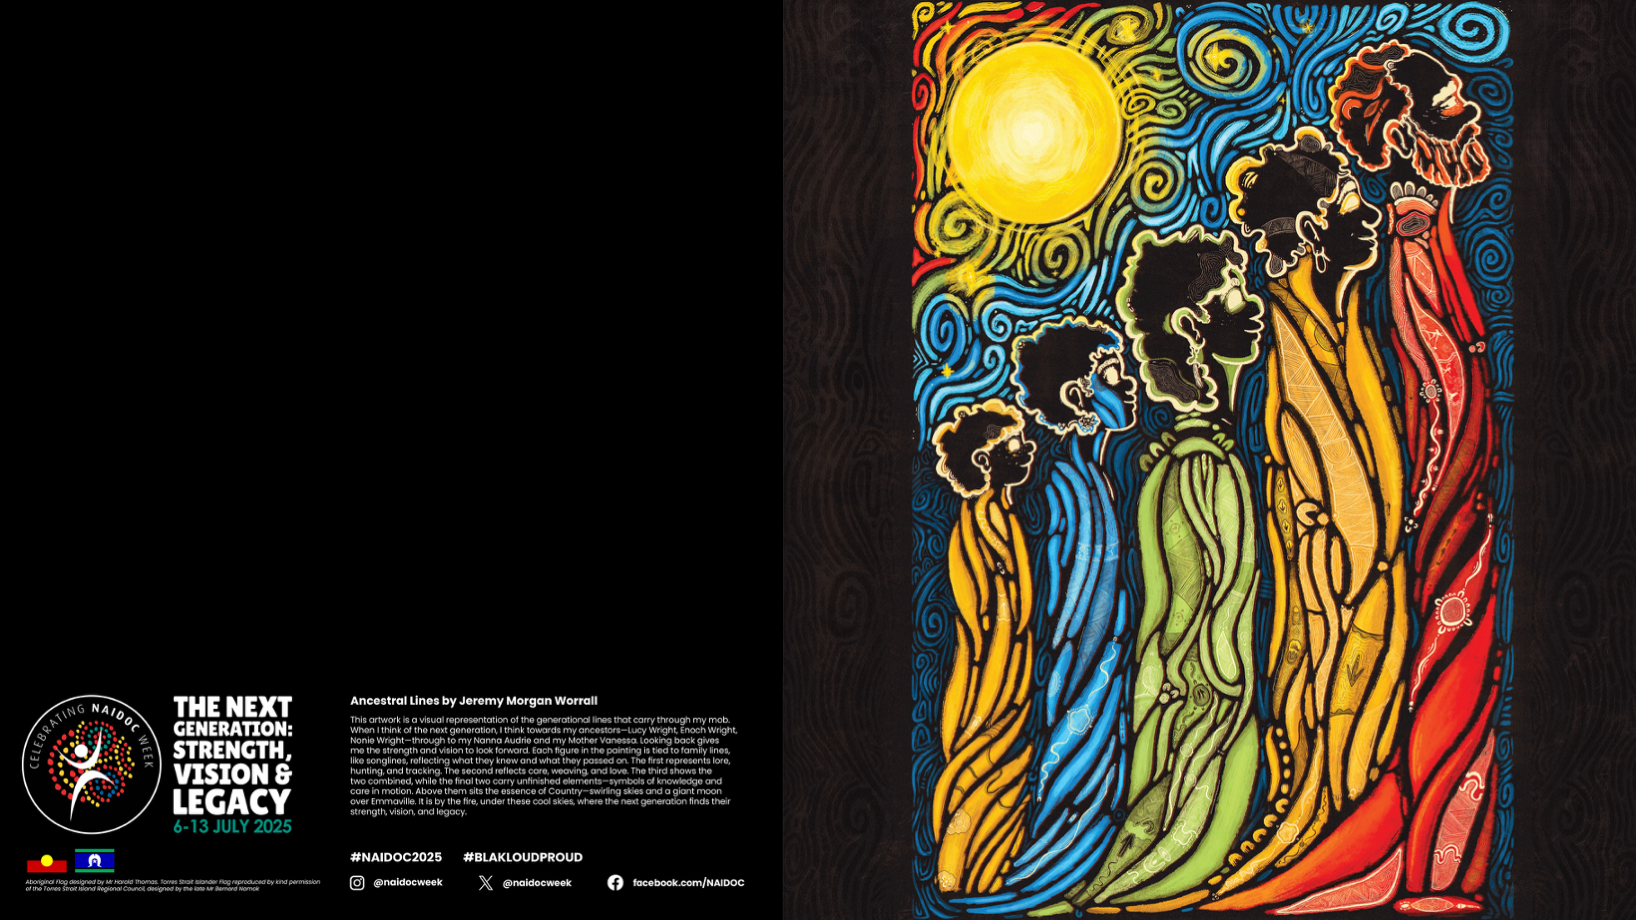 CELEBRATING NAIDOC WEEK
THE NEXT
GENERATION:
STRENGTH,
VISION &
LEGACY
6-13 JULY 2025
Aboriginal Flag designed by Mr Harold Thomas. Torres Strait Islander Flag reproduced by kind permission
of the Torres Strait Island Regional Council, designed by the late Mr Bernard Namok
Ancestral Lines by Jeremy Morgan Worrall
This artwork is a visual representation of the generational lines that carry through my mob.
When I think of the next generation, I think towards my ancestors—Lucy Wright, Enoch Wright,
Nonie Wright—through to my Nanna Audrie and my Mother Vanessa. Looking back gives
me the strength and vision to look forward. Each figure in the painting is tied to family lines,
like songlines, reflecting what they knew and what they passed on. The first represents lore,
hunting, and tracking. The second reflects care, weaving, and love. The third shows the
two combined, while the final two carry unfinished elements—symbols of knowledge and
care in motion. Above them sits the essence of Country—swirling skies and a giant moon
over Emmaville. It is by the fire, under these cool skies, where the next generation finds their
strength, vision, and legacy.
#NAIDOC2025 #BLAKLOUDPROUD
@naidocweek @naidocweek facebook.com/NAIDOC